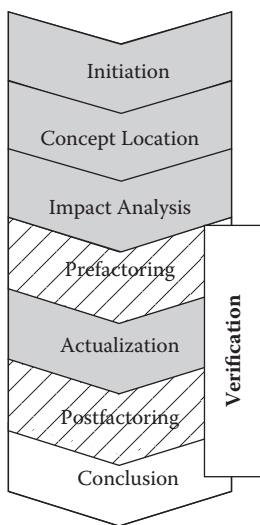 Initiation
Concept Location
Impact Analysis
Prefactoring
Actualization
Postfactoring
Conclusion
Verification